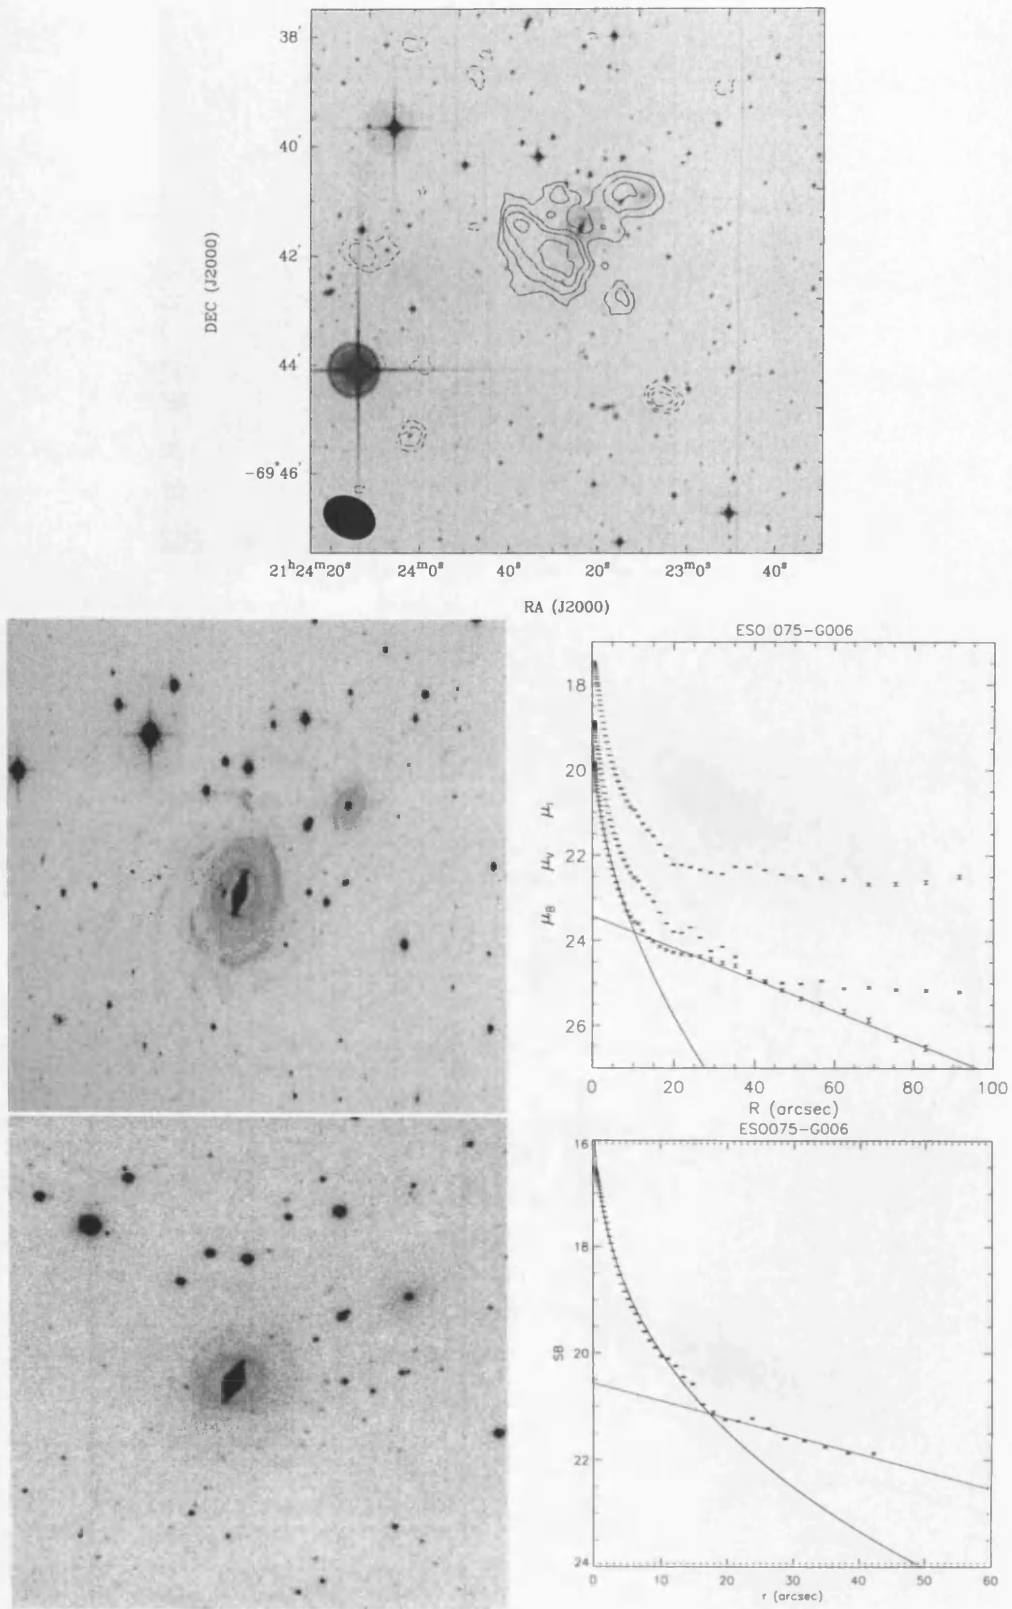 38′
40′
42′
44′
−69° 46′
DEC (J2000)
21ʰ24ᵐ20ˢ 24ᵐ0ˢ 40ˢ 20ˢ 23ᵐ0ˢ 40ˢ
RA (J2000)
ESO 075-G006
18
20
22
24
26
μB μV μI
0 20 40 60 80 100
R (arcsec)
ESO075-G006
16
18
20
22
24
SB
0 10 20 30 40 50 60
r (arcsec)